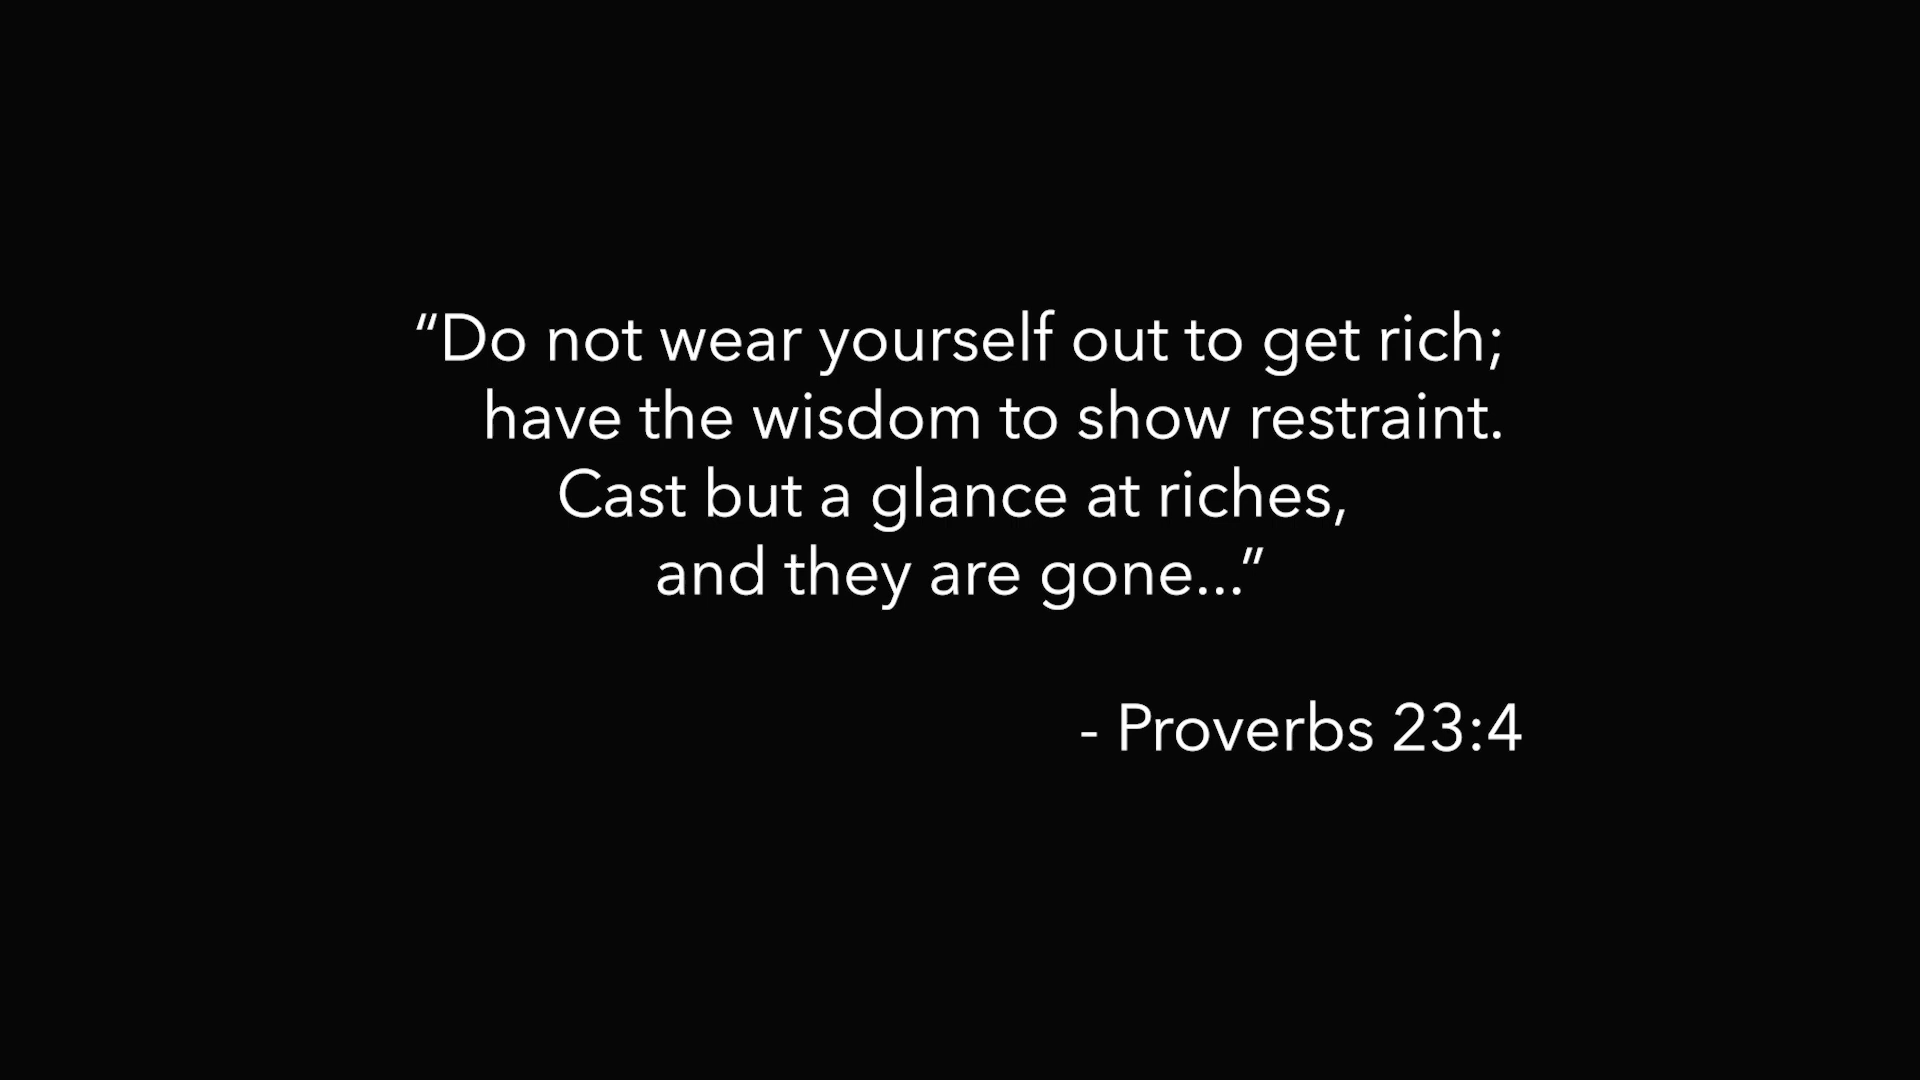 “Do not wear yourself out to get rich;
have the wisdom to show restraint.
Cast but a glance at riches,
and they are gone...”
- Proverbs 23:4